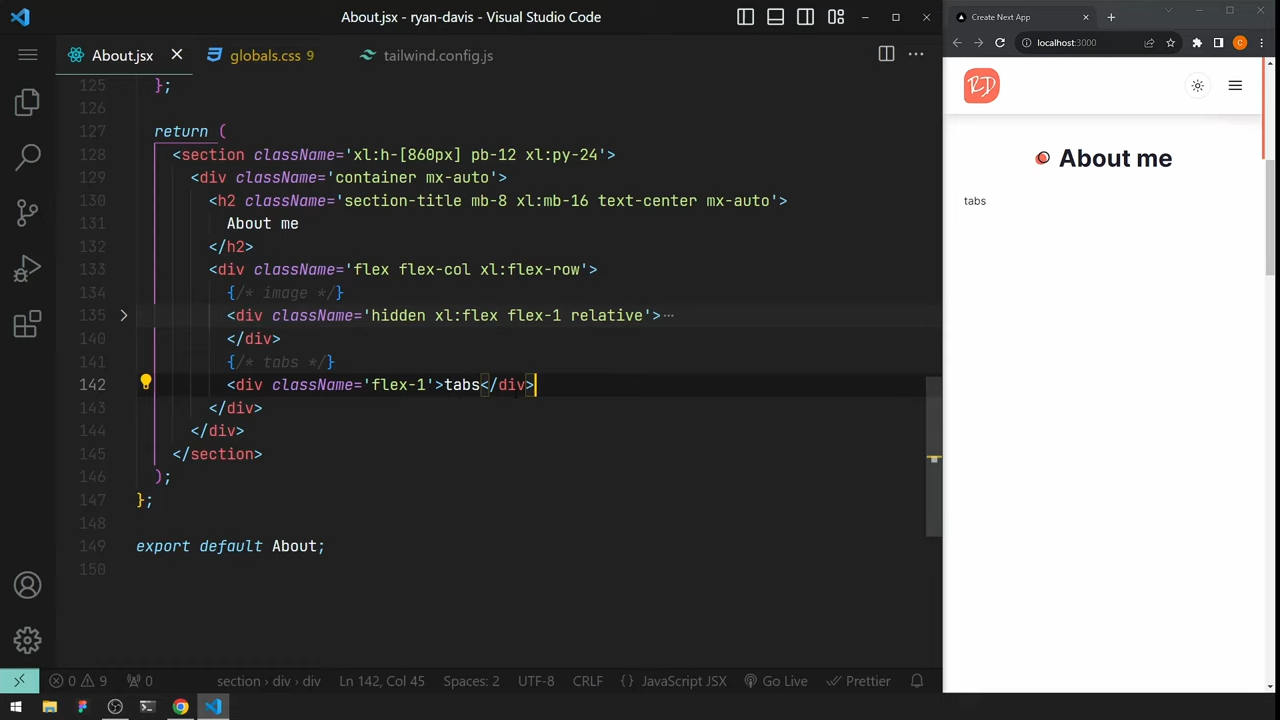 About.jsx - ryan-davis - Visual Studio Code
About.jsx
globals.css 9
tailwind.config.js
125 };
126
127 return (
128 <section className='xl:h-[860px] pb-12 xl:py-24'>
129 <div className='container mx-auto'>
130 <h2 className='section-title mb-8 xl:mb-16 text-center mx-auto'>
131 About me
132 </h2>
133 <div className='flex flex-col xl:flex-row'>
134 {/* image */}
135 <div className='hidden xl:flex flex-1 relative'>⋯
140 </div>
141 {/* tabs */}
142 <div className='flex-1'>tabs</div>
143 </div>
144 </div>
145 </section>
146 );
147 };
148
149 export default About;
150
section › div › div
Ln 142, Col 45
Spaces: 2
UTF-8
CRLF
{} JavaScript JSX
Go Live
Prettier
0
9
0
Create Next App
localhost:3000
C
RD
About me
tabs